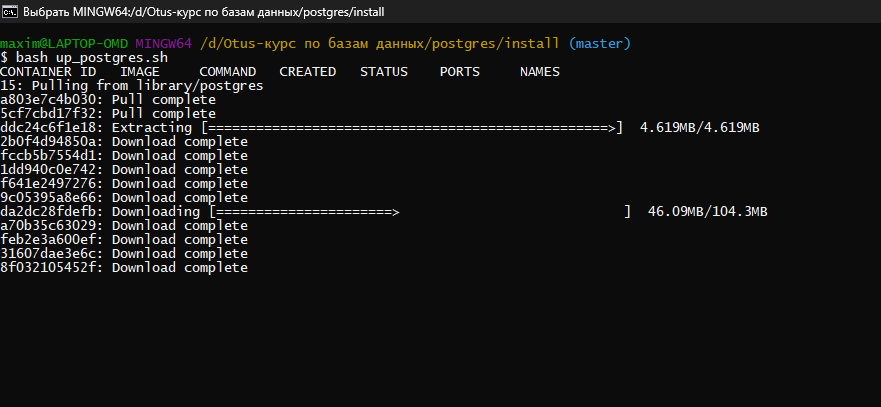 Выбрать MINGW64:/d/Otus-курс по базам данных/postgres/install
maxim@LAPTOP-OMD MINGW64 /d/Otus-курс по базам данных/postgres/install (master)
$ bash up_postgres.sh
CONTAINER ID   IMAGE     COMMAND   CREATED   STATUS    PORTS     NAMES
15: Pulling from library/postgres
a803e7c4b030: Pull complete
5cf7cbd17f32: Pull complete
ddc24c6f1e18: Extracting [==================================================>]  4.619MB/4.619MB
2b0f4d94850a: Download complete
fccb5b7554d1: Download complete
1dd940c0e742: Download complete
f641e2497276: Download complete
9c05395a8e66: Download complete
da2dc28fdefb: Downloading [======================>                            ]  46.09MB/104.3MB
a70b35c63029: Download complete
feb2e3a600ef: Download complete
31607dae3e6c: Download complete
8f032105452f: Download complete